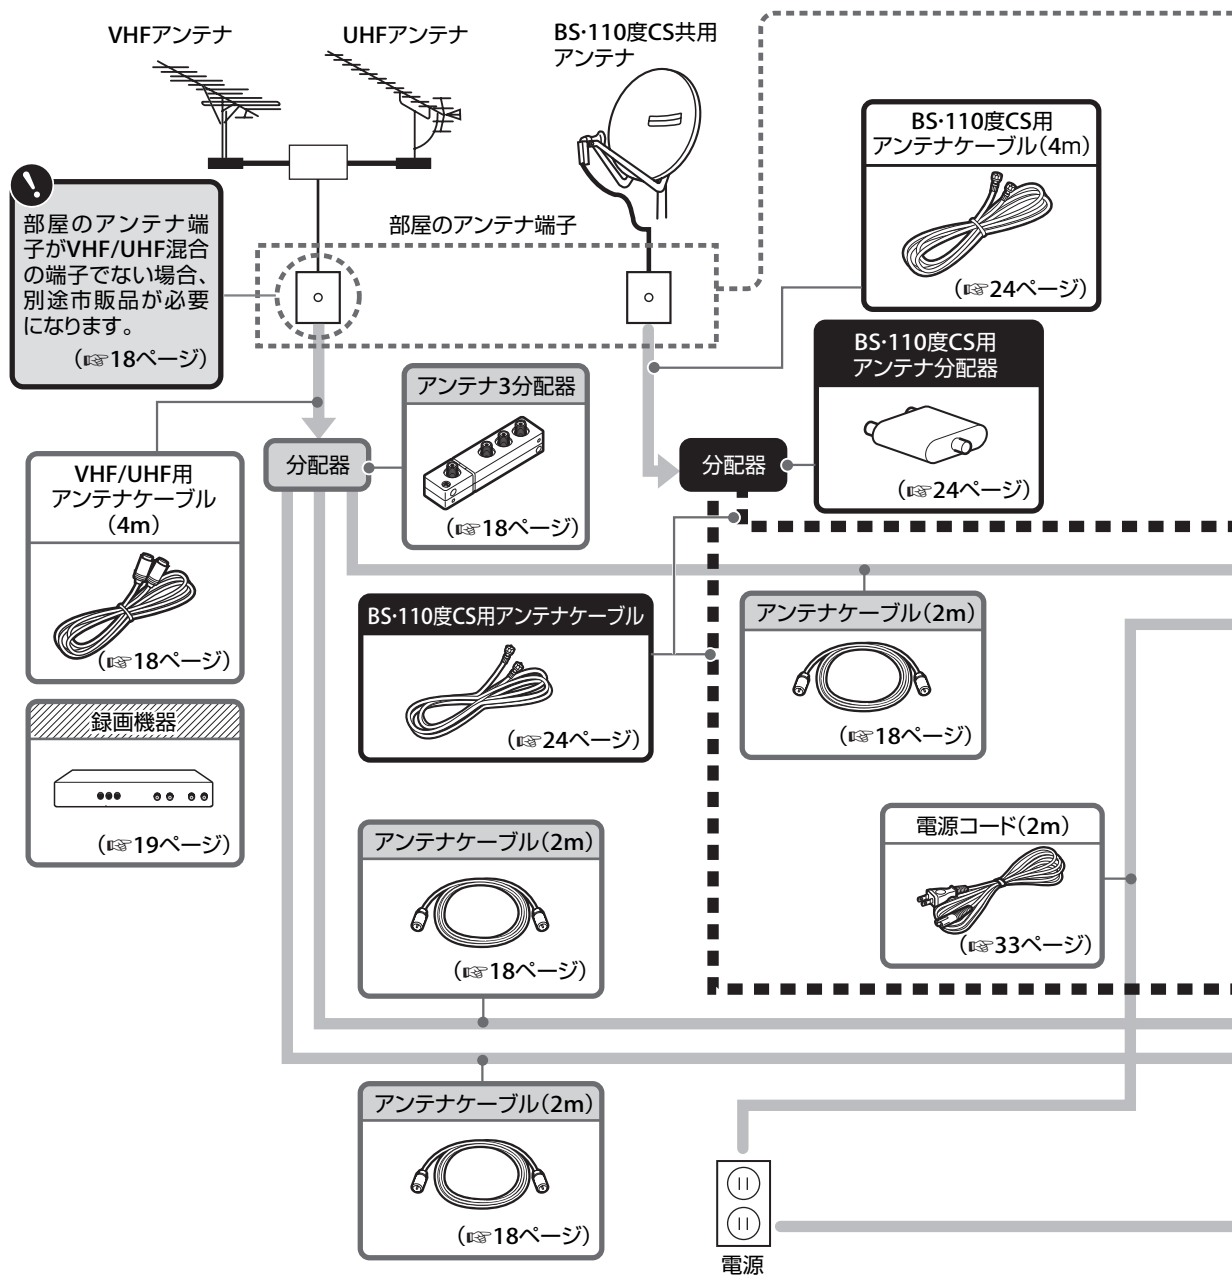 VHFアンテナ
UHFアンテナ
BS･110度CS共用
アンテナ
BS･110度CS用
アンテナケーブル（4m）
（☞24ページ）
部屋のアンテナ端
子がVHF/UHF混合
の端子でない場合、
別途市販品が必要
になります。
（☞18ページ）
部屋のアンテナ端子
BS･110度CS用
アンテナ分配器
（☞24ページ）
アンテナ3分配器
（☞18ページ）
分配器
分配器
VHF/UHF用
アンテナケーブル
（4m）
（☞18ページ）
BS･110度CS用アンテナケーブル
（☞24ページ）
アンテナケーブル（2m）
（☞18ページ）
録画機器
（☞19ページ）
アンテナケーブル（2m）
（☞18ページ）
電源コード（2m）
（☞33ページ）
アンテナケーブル（2m）
（☞18ページ）
電源